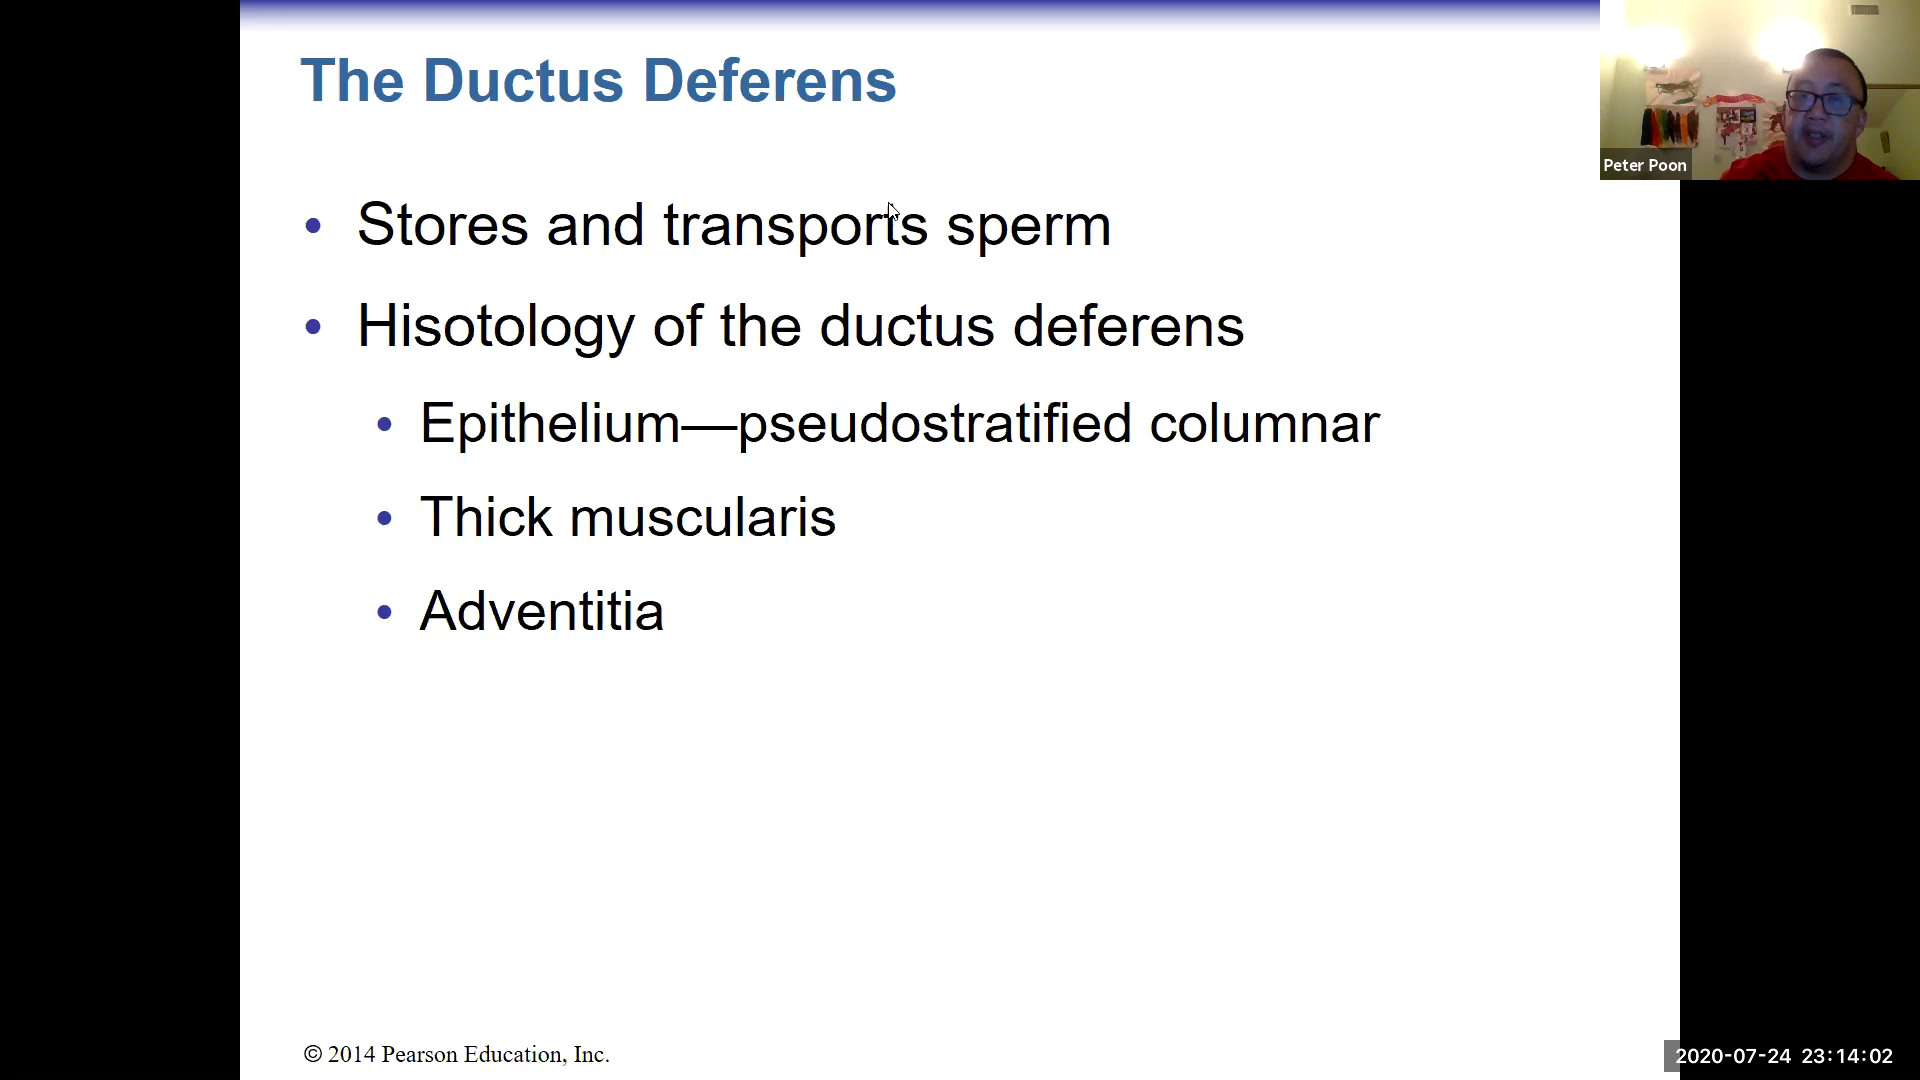 The Ductus Deferens
Peter Poon
• Stores and transports sperm
• Hisotology of the ductus deferens
• Epithelium—pseudostratified columnar
• Thick muscularis
• Adventitia
© 2014 Pearson Education, Inc.
2020-07-24 23:14:02